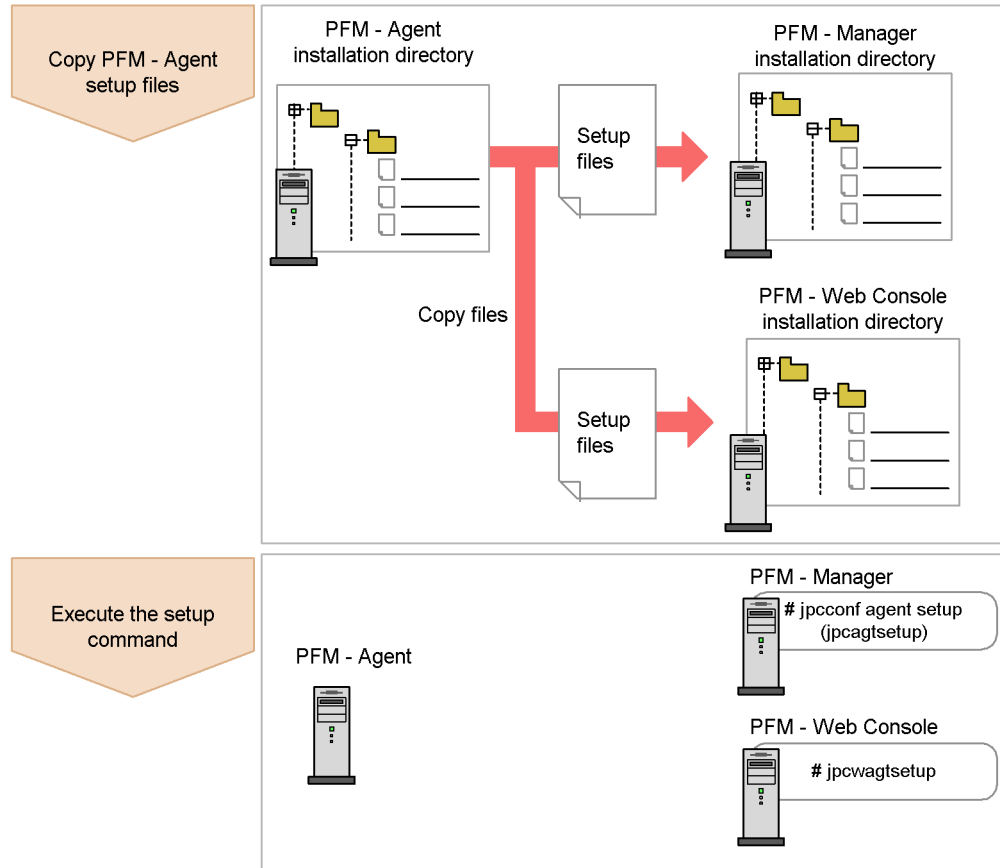 Copy PFM - Agent
setup files
PFM - Agent
installation directory
PFM - Manager
installation directory
Setup
files
Copy files
PFM - Web Console
installation directory
Setup
files
Execute the setup
command
PFM - Agent
PFM - Manager
# jpcconf agent setup
(jpcagtsetup)
PFM - Web Console
# jpcwagtsetup